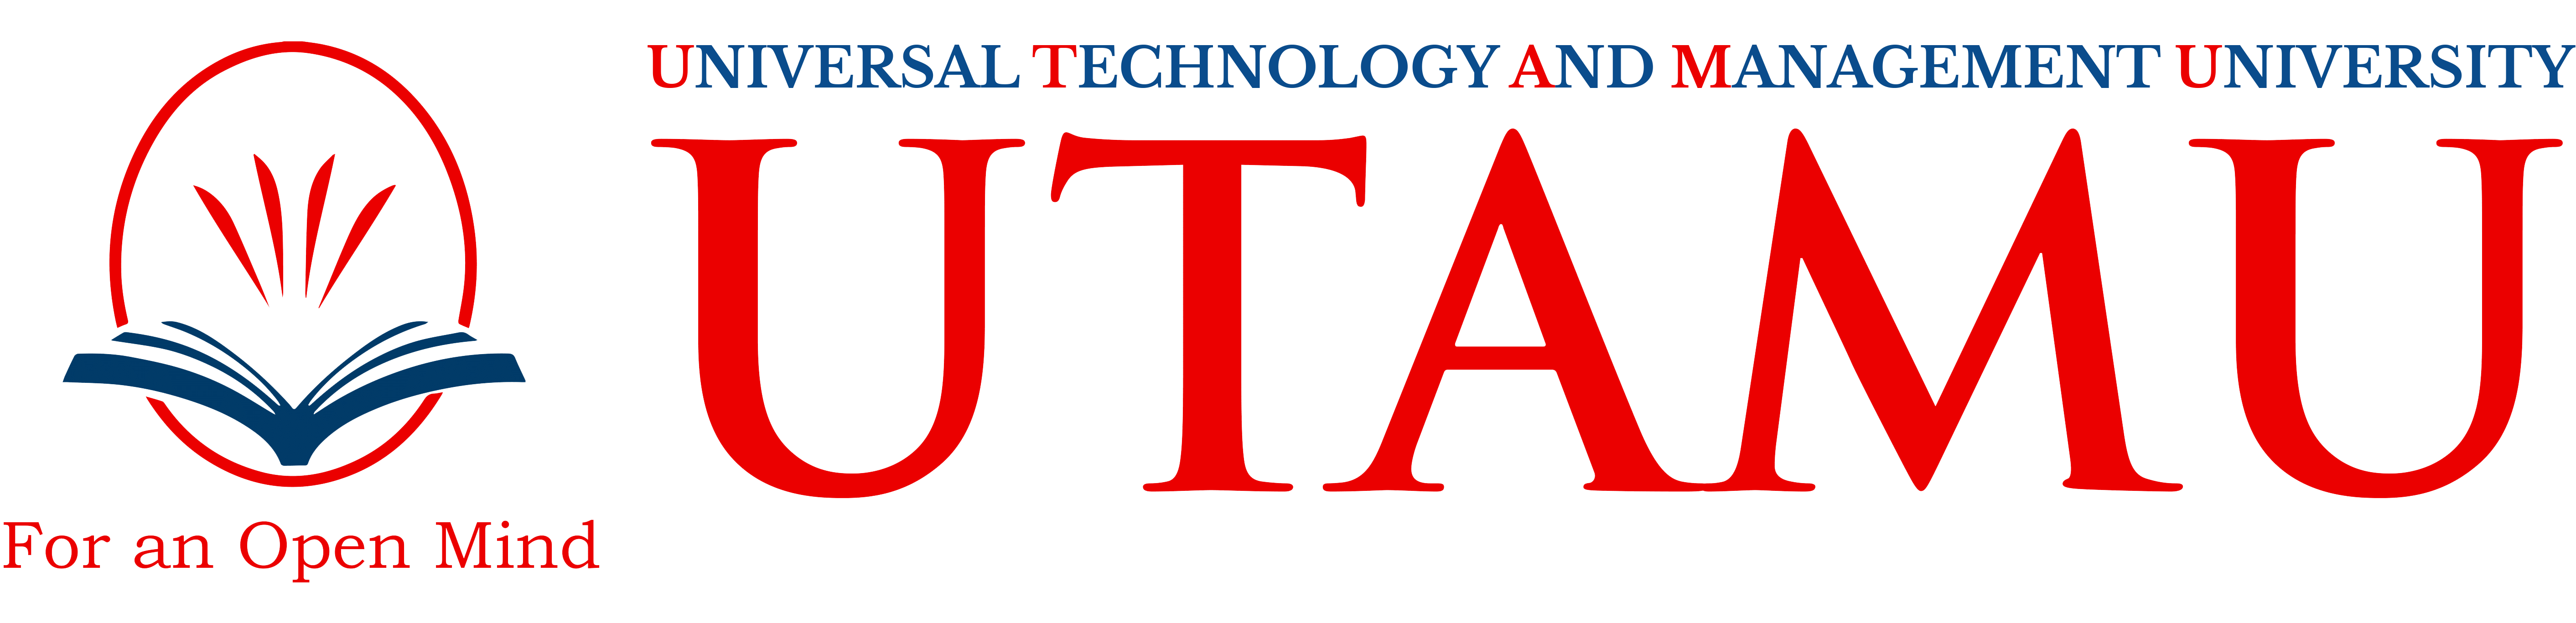 UNIVERSAL TECHNOLOGY AND MANAGEMENT UNIVERSITY
UTAMU
For an Open Mind